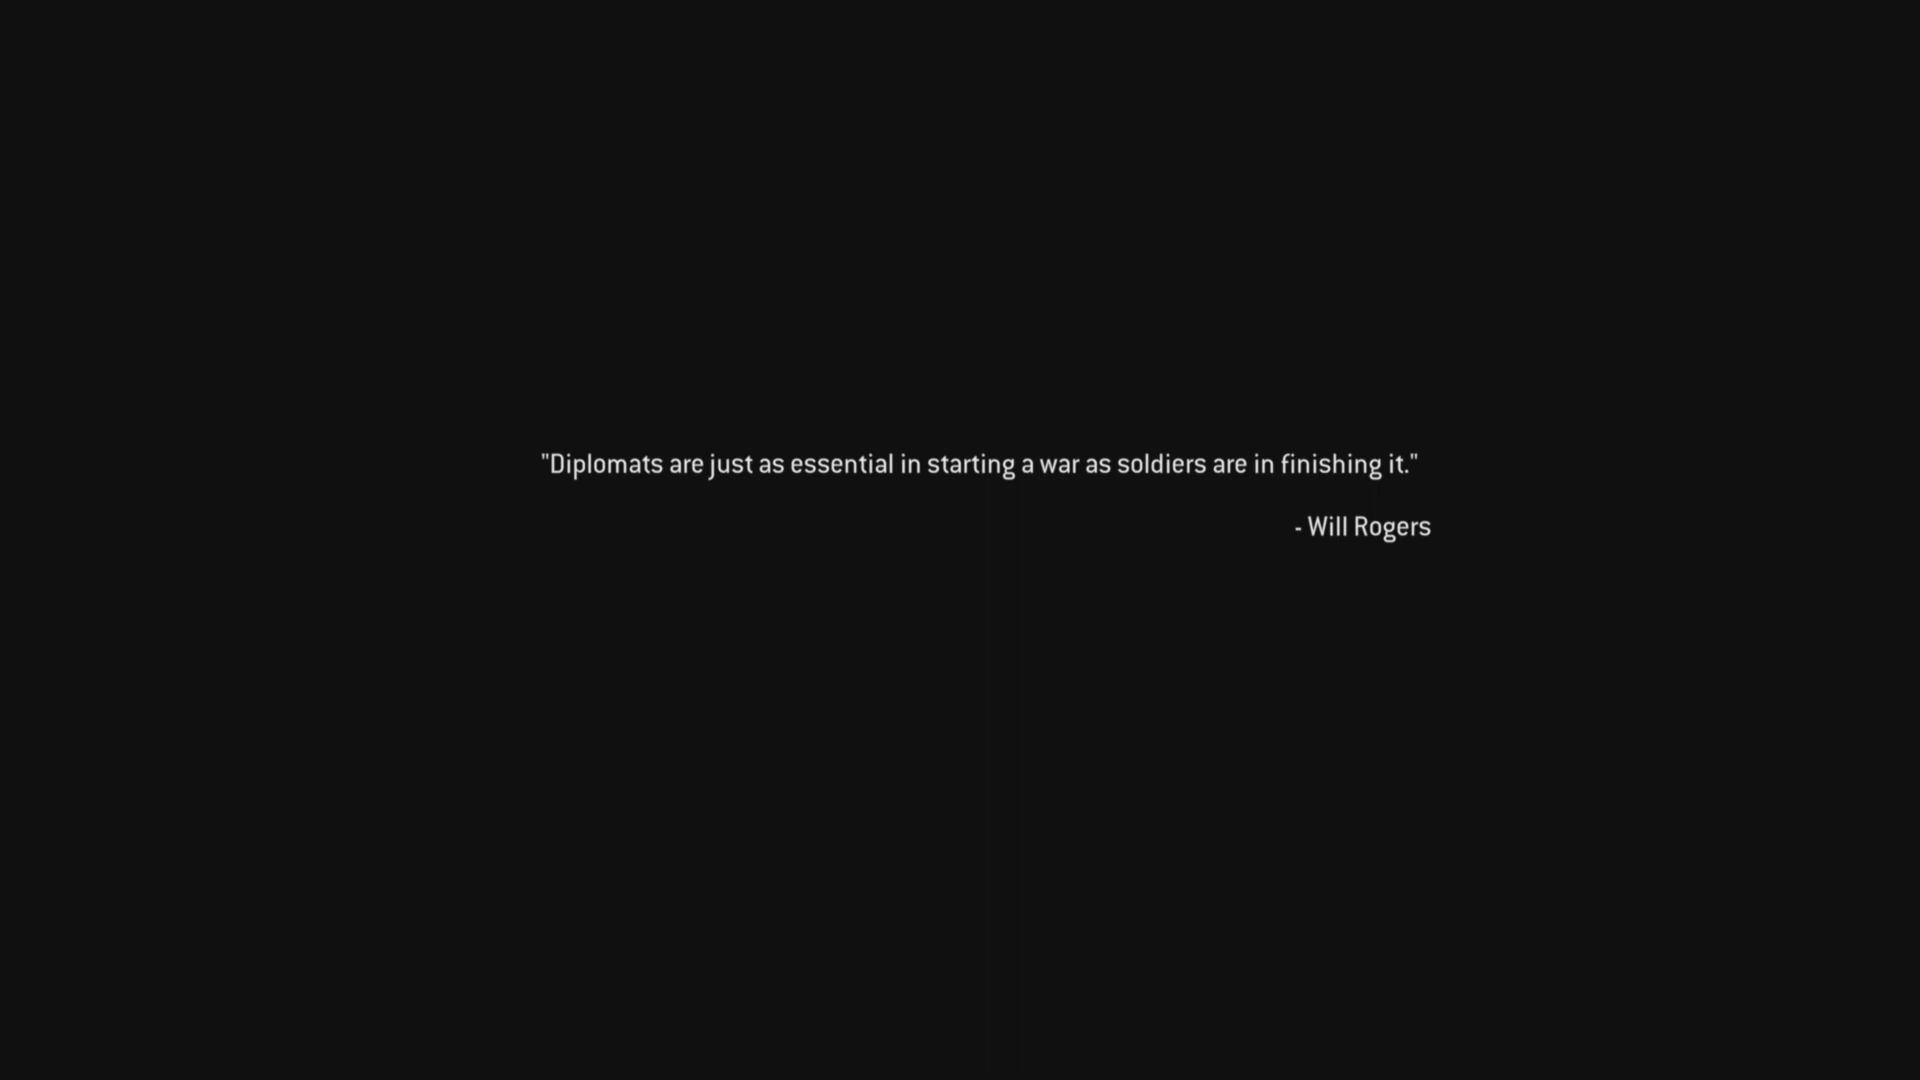 "Diplomats are just as essential in starting a war as soldiers are in finishing it."
- Will Rogers